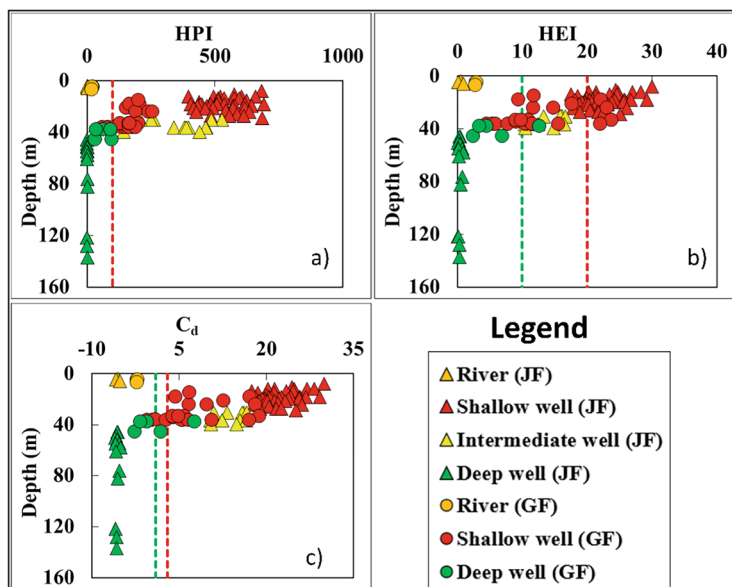 HPI
0 500 1000
0
40
80
120
160
Depth (m)
a)
HEI
0 10 20 30 40
0
40
80
120
160
Depth (m)
b)
Cd
-10 5 20 35
0
40
80
120
160
Depth (m)
c)
Legend
River (JF)
Shallow well (JF)
Intermediate well (JF)
Deep well (JF)
River (GF)
Shallow well (GF)
Deep well (GF)